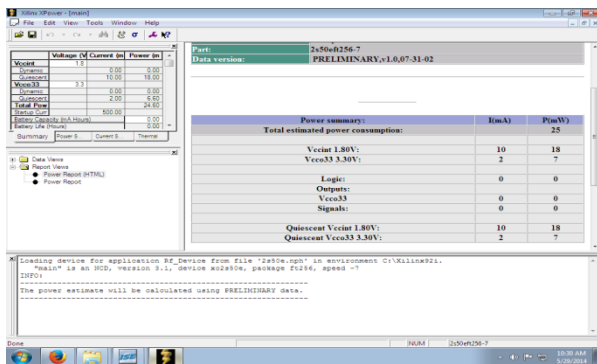 Xilinx XPower - [main]
File Edit View Tools Window Help
Voltage (V Current (m Power (m
Vccint 1.8
Dynamic 0.00 0.00
Quiescent 10.00 18.00
Vcco33 3.3
Dynamic 0.00 0.00
Quiescent 2.00 6.60
Total Pow 24.60
Startup Curr 500.00
Battery Capacity (mA Hours) 0.00
Battery Life (Hours) 0.00
Summary Power S... Current S... Thermal
Data Views
Report Views
Power Report (HTML)
Power Report
Part: 2s50eft256-7
Data version: PRELIMINARY,v1.0,07-31-02
Power summary: I(mA) P(mW)
Total estimated power consumption: 25
Vccint 1.80V: 10 18
Vcco33 3.30V: 2 7
Logic: 0 0
Outputs:
Vcco33 0 0
Signals: 0 0
Quiescent Vccint 1.80V: 10 18
Quiescent Vcco33 3.30V: 2 7
Loading device for application Rf_Device from file '2s50e.nph' in environment C:\Xilinx92i.
"main" is an NCD, version 3.1, device xc2s50e, package ft256, speed -7
INFO:
The power estimate will be calculated using PRELIMINARY data.
Done NUM 2s50eft256-7
ISE
10:39 AM
5/20/2014